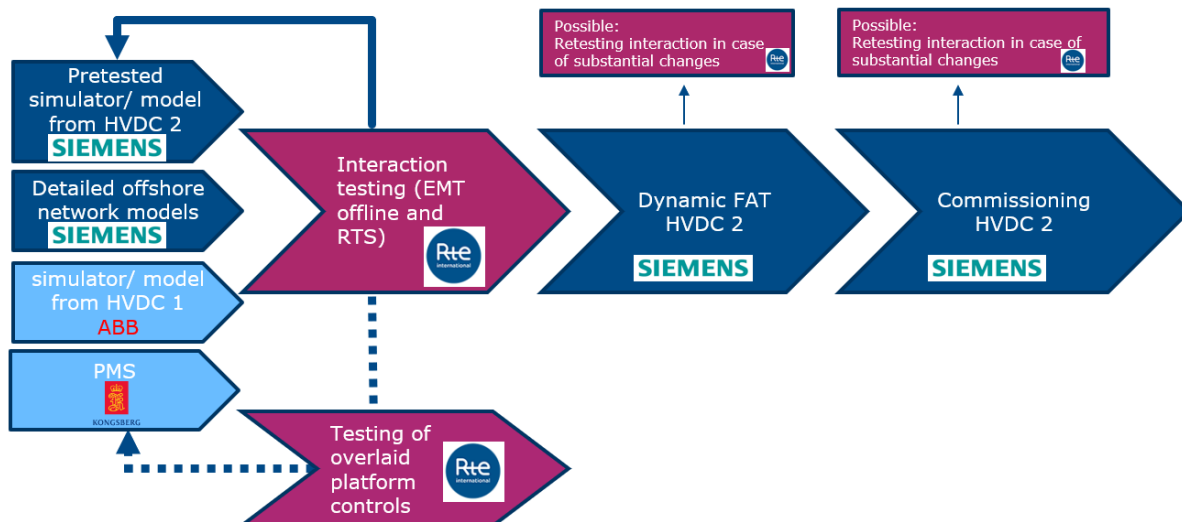 Pretested
simulator/ model
from HVDC 2
SIEMENS
Detailed offshore
network models
SIEMENS
simulator/ model
from HVDC 1
ABB
PMS
KONGSBERG
Interaction
testing (EMT
offline and
RTS)
Rte
international
Testing of
overlaid
platform
controls
Rte
international
Possible:
Retesting interaction in case
of substantial changes
Rte
international
Dynamic FAT
HVDC 2
SIEMENS
Possible:
Retesting interaction in case of
substantial changes
Rte
international
Commissioning
HVDC 2
SIEMENS